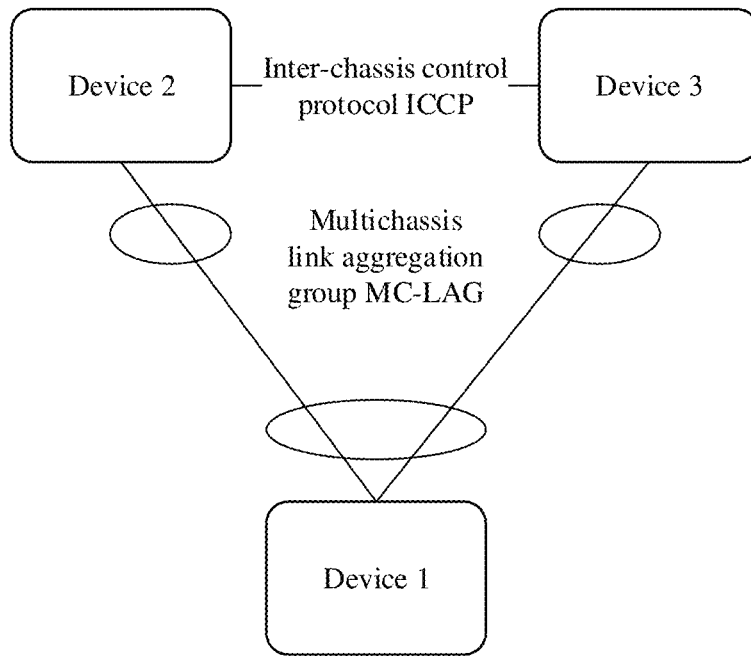 Device 2
Inter-chassis control
protocol ICCP
Device 3
Multichassis
link aggregation
group MC-LAG
Device 1